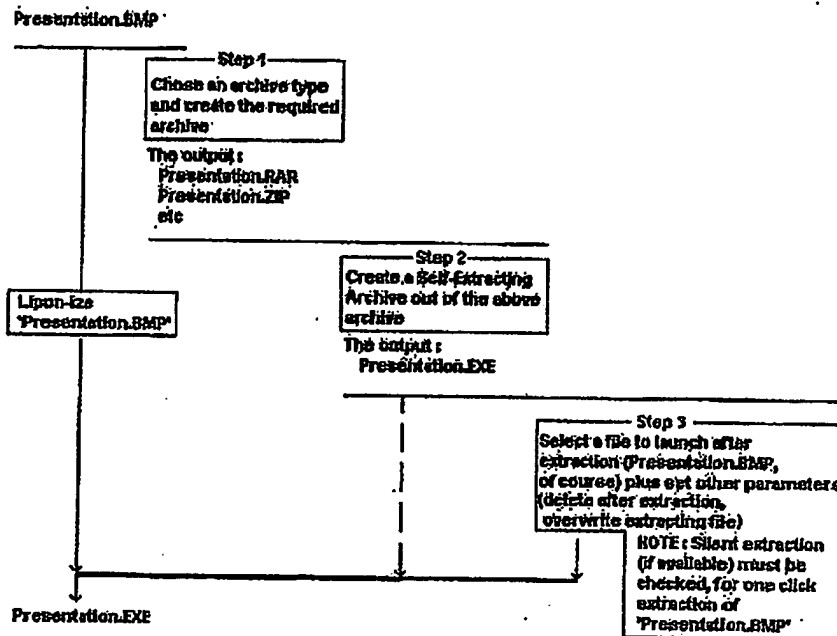 Presentation.BMP
Step 1
Chose an archive type
and create the required
archive
The output :
Presentation.RAR
Presentation.ZIP
etc
Step 2
Create a Self-Extracting
Archive out of the above
archive
The output :
Presentation.EXE
Lipon-ize
'Presentation.BMP'
Step 3
Select a file to launch after
extraction (Presentation.BMP,
of course) plus set other parameters
(delete after extraction,
overwrite extracting file)
NOTE : Silent extraction
(if available) must be
checked, for one click
extraction of
'Presentation.BMP'
Presentation.EXE